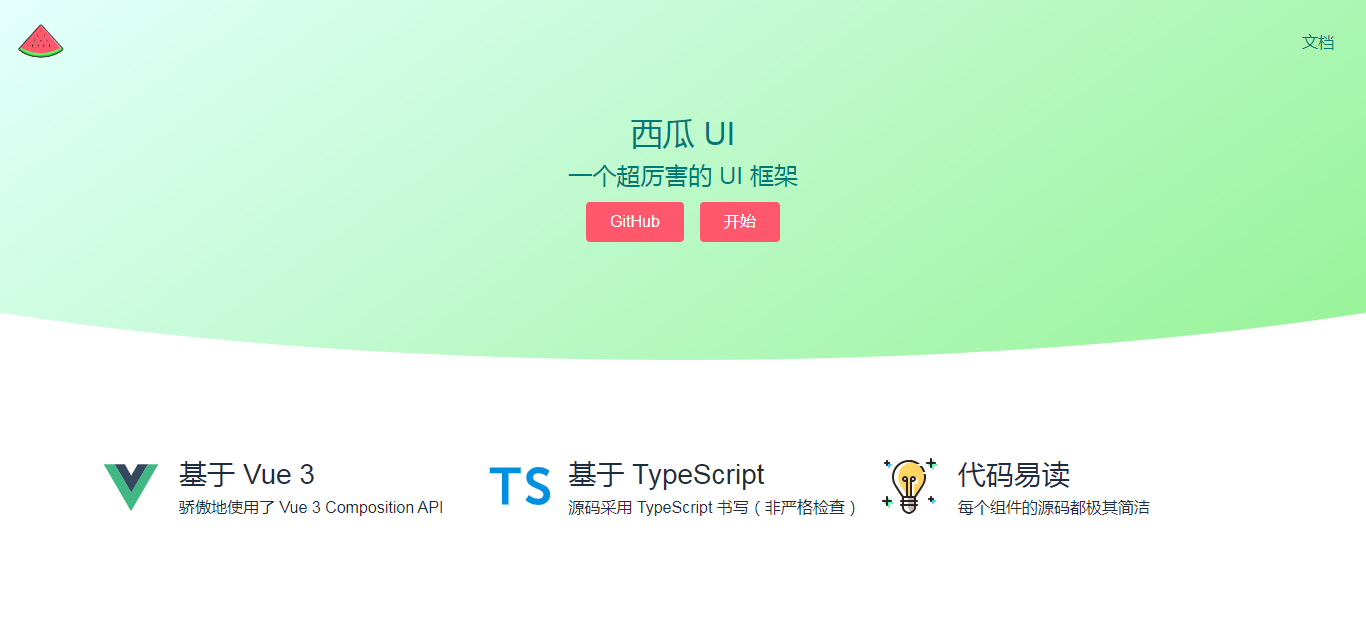 文档
西瓜 UI
一个超厉害的 UI 框架
GitHub
开始
基于 Vue 3
骄傲地使用了 Vue 3 Composition API
TS
基于 TypeScript
源码采用 TypeScript 书写（非严格检查）
代码易读
每个组件的源码都极其简洁